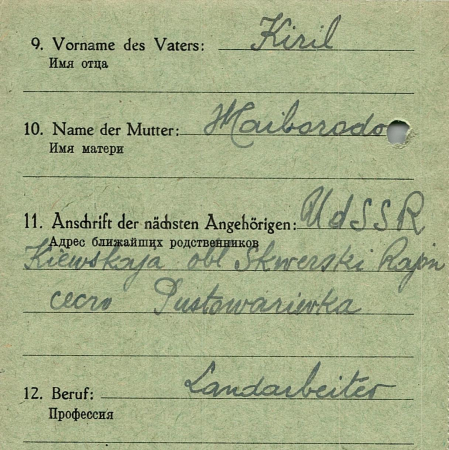 9. Vorname des Vaters: Kiril
Имя отца
10. Name der Mutter: Maiborodo
Имя матери
11. Anschrift der nächsten Angehörigen: UdSSR
Адрес ближайших родственников
Kiewskaja obl Skwerski Rajon
село Pustowariwka
12. Beruf: Landarbeiter
Профессия